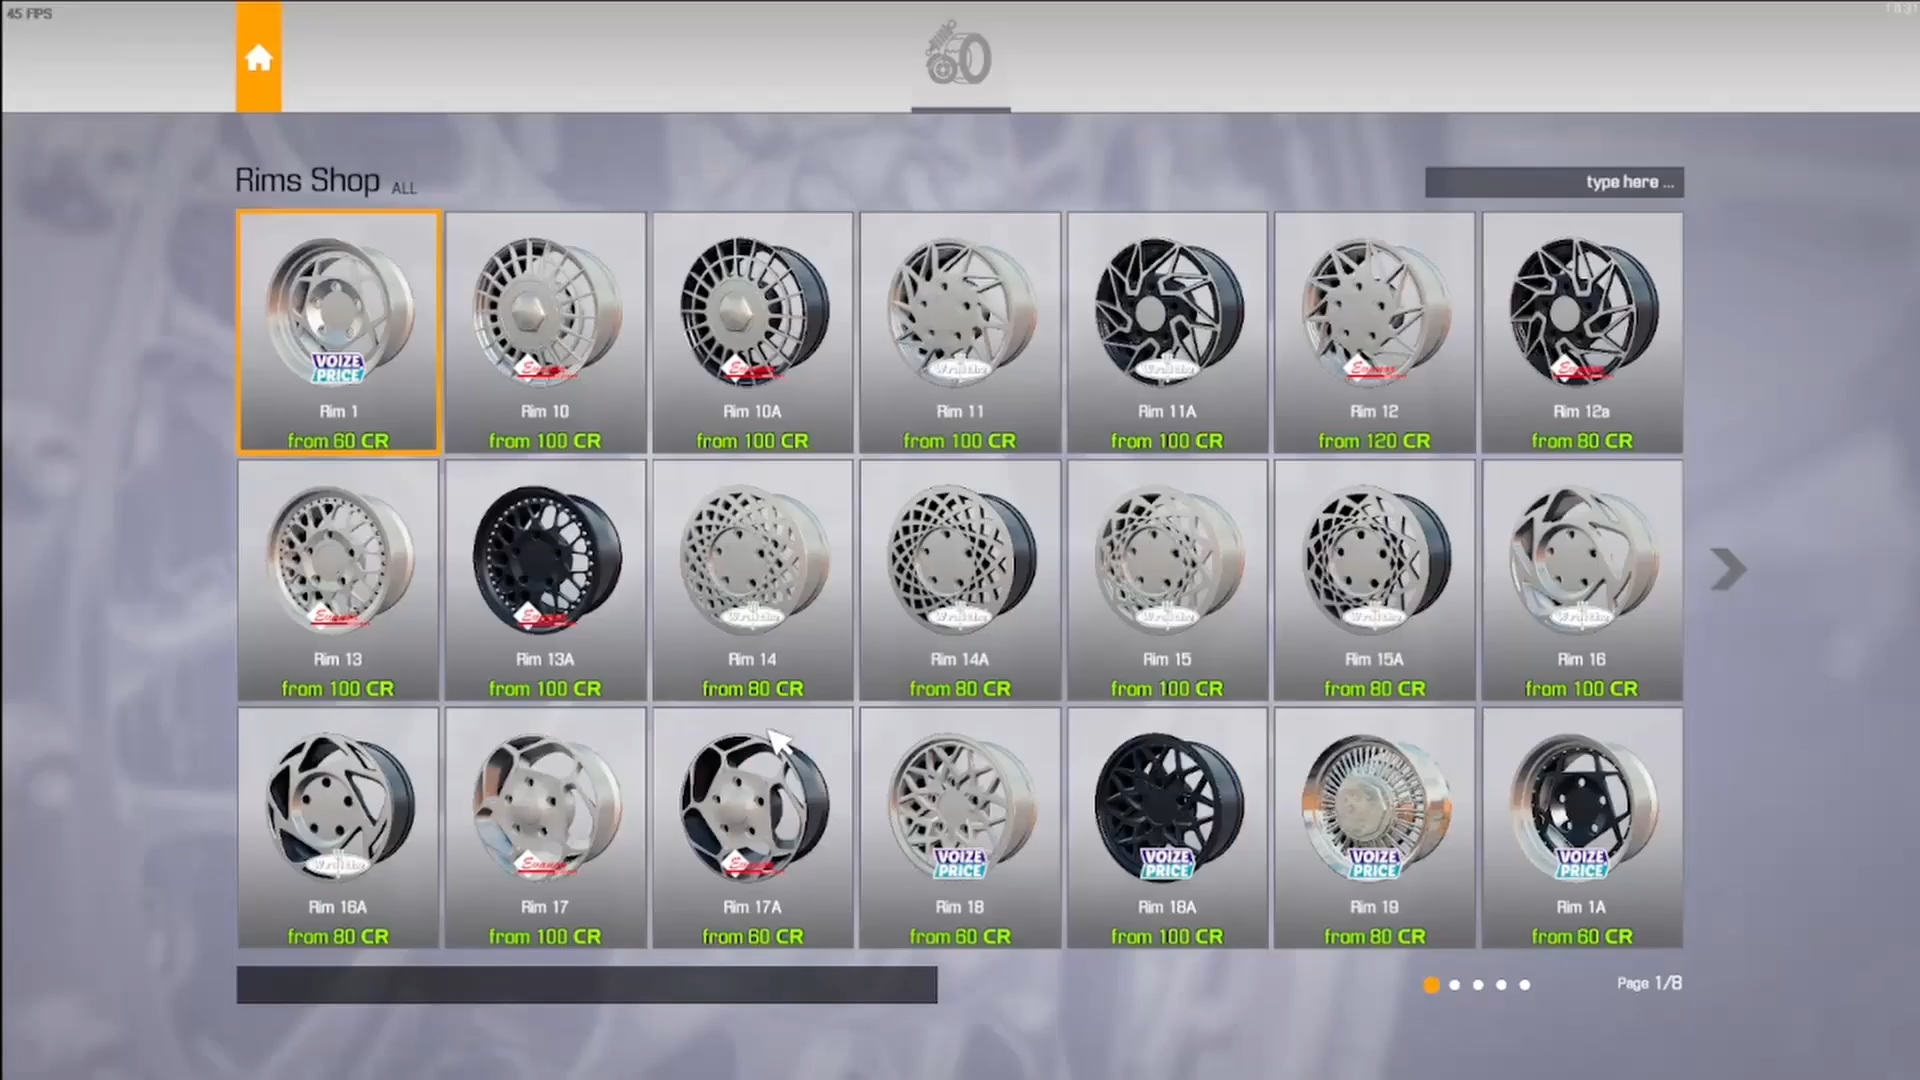 45 FPS
Rims Shop ALL
type here ...
VOIZE
PRICE
Rim 1
from 60 CR
Rim 10
from 100 CR
Rim 10A
from 100 CR
Rim 11
from 100 CR
Rim 11A
from 100 CR
Rim 12
from 120 CR
Rim 12a
from 80 CR
Rim 13
from 100 CR
Rim 13A
from 100 CR
Rim 14
from 80 CR
Rim 14A
from 80 CR
Rim 15
from 100 CR
Rim 15A
from 80 CR
Rim 16
from 100 CR
Rim 16A
from 80 CR
Rim 17
from 100 CR
Rim 17A
from 60 CR
VOIZE
PRICE
Rim 18
from 60 CR
VOIZE
PRICE
Rim 18A
from 100 CR
VOIZE
PRICE
Rim 19
from 80 CR
VOIZE
PRICE
Rim 1A
from 60 CR
Page 1/8